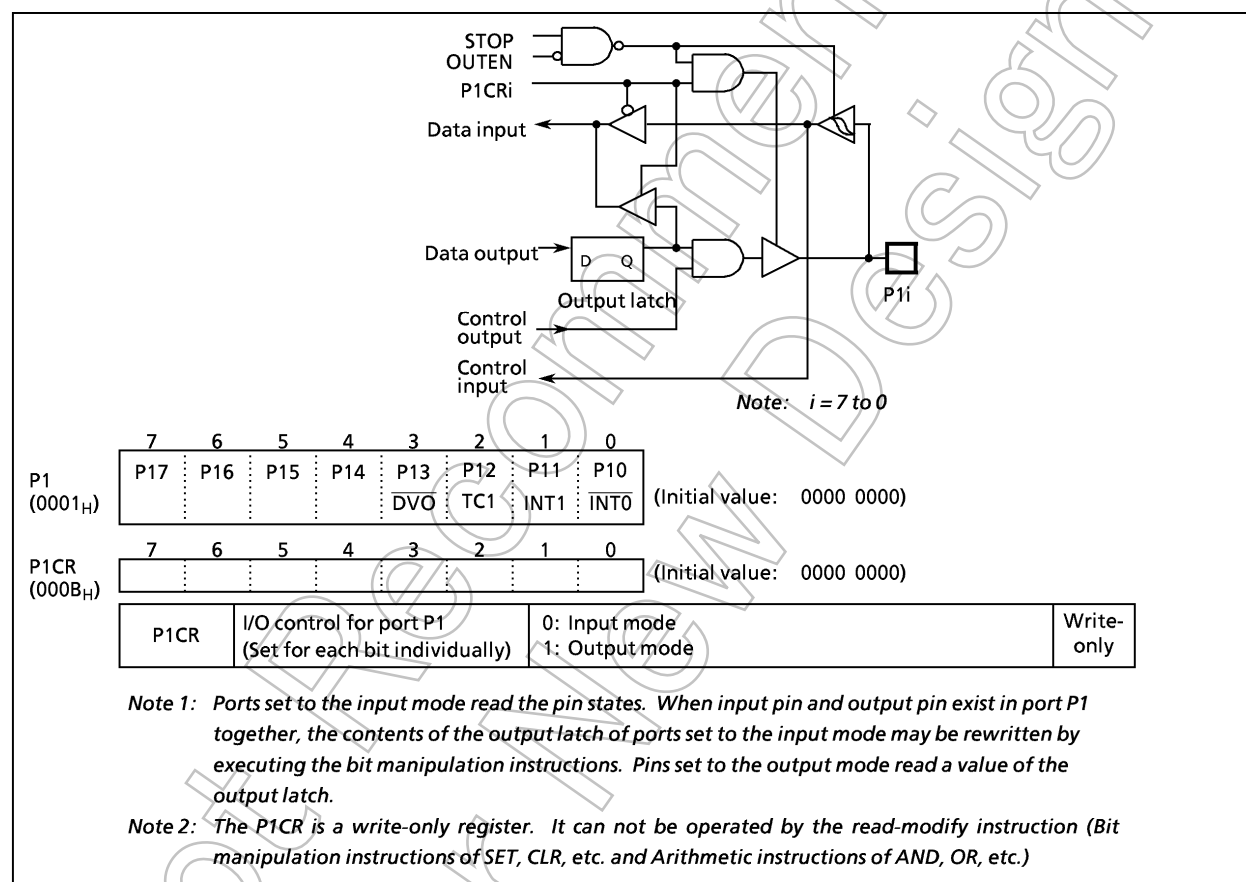 STOP
OUTEN
P1CRi
Data input
Data output
D Q
Output latch
P1i
Control
output
Control
input
Note: i = 7 to 0
7 6 5 4 3 2 1 0
P1
(0001H)
P17 P16 P15 P14 P13 P12 P11 P10
DVO TC1 INT1 INT0
(Initial value: 0000 0000)
7 6 5 4 3 2 1 0
P1CR
(000BH)
(Initial value: 0000 0000)
P1CR
I/O control for port P1
(Set for each bit individually)
0: Input mode
1: Output mode
Write-
only
Note 1: Ports set to the input mode read the pin states. When input pin and output pin exist in port P1
together, the contents of the output latch of ports set to the input mode may be rewritten by
executing the bit manipulation instructions. Pins set to the output mode read a value of the
output latch.
Note 2: The P1CR is a write-only register. It can not be operated by the read-modify instruction (Bit
manipulation instructions of SET, CLR, etc. and Arithmetic instructions of AND, OR, etc.)